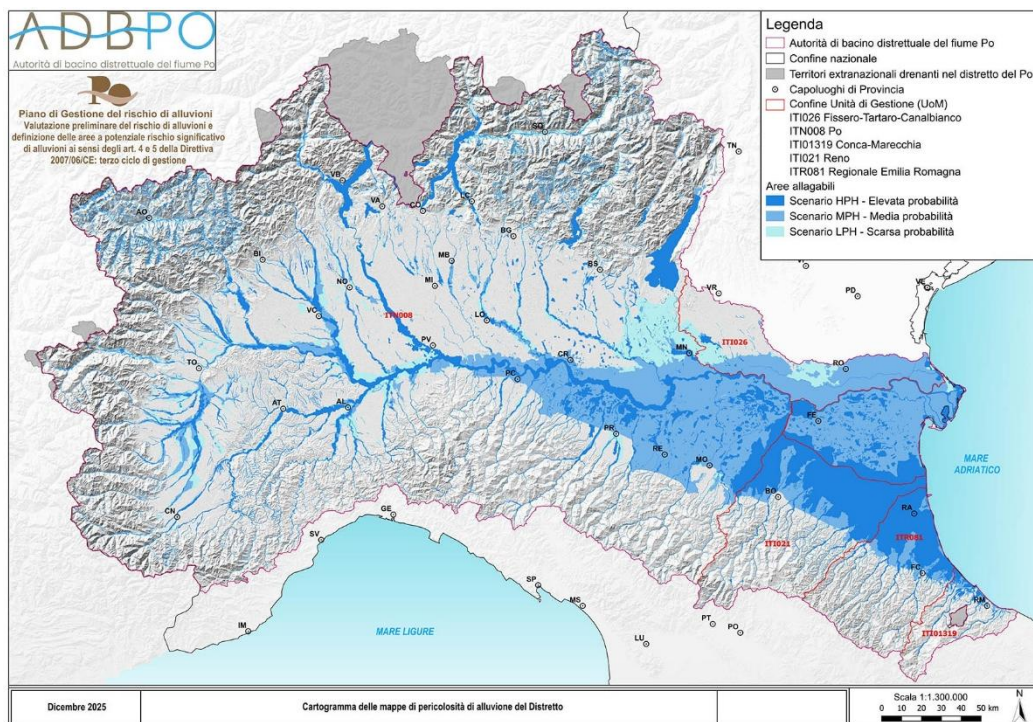 ADBPO
Autorità di bacino distrettuale del fiume Po
Piano di Gestione del rischio di alluvioni
Valutazione preliminare del rischio di alluvioni e
definizione delle aree a potenziale rischio significativo
di alluvioni ai sensi degli art. 4 e 5 della Direttiva
2007/06/CE: terzo ciclo di gestione
Legenda
Autorità di bacino distrettuale del fiume Po
Confine nazionale
Territori extranazionali drenanti nel distretto del Po
Capoluoghi di Provincia
Confine Unità di Gestione (UoM)
ITI026 Fissero-Tartaro-Canalbianco
ITN008 Po
ITI01319 Conca-Marecchia
ITI021 Reno
ITR081 Regionale Emilia Romagna
Aree allagabili
Scenario HPH - Elevata probabilità
Scenario MPH - Media probabilità
Scenario LPH - Scarsa probabilità
SO
TN
VB
VA
CO
LC
AO
BG
BI
MB
BS
NO
MI
VR
PD
VE
VC
ITN008
LO
ITI026
PV
MN
TO
CR
RO
PC
AT
AL
FE
PR
RE
MO
MARE
ADRIATICO
BO
CN
GE
RA
SV
ITI021
ITR081
FC
SP
MS
RM
IM
MARE LIGURE
PT
PO
LU
ITI01319
Dicembre 2025
Cartogramma delle mappe di pericolosità di alluvione del Distretto
Scala 1:1.300.000
0 10 20 30 40 50 km
N